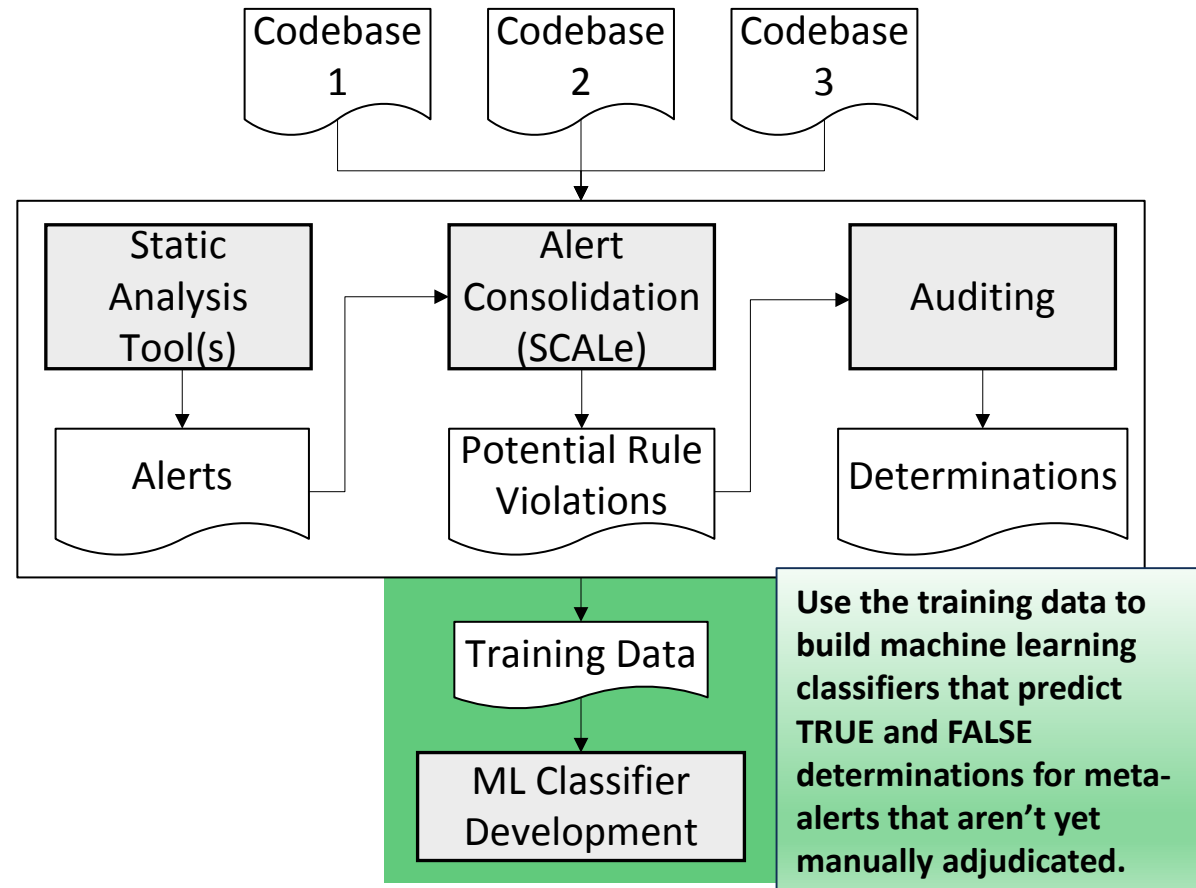 Codebase
1
Codebase
2
Codebase
3
Static
Analysis
Tool(s)
Alert
Consolidation
(SCALe)
Auditing
Alerts
Potential Rule
Violations
Determinations
Training Data
ML Classifier
Development
Use the training data to
build machine learning
classifiers that predict
TRUE and FALSE
determinations for meta-
alerts that aren’t yet
manually adjudicated.